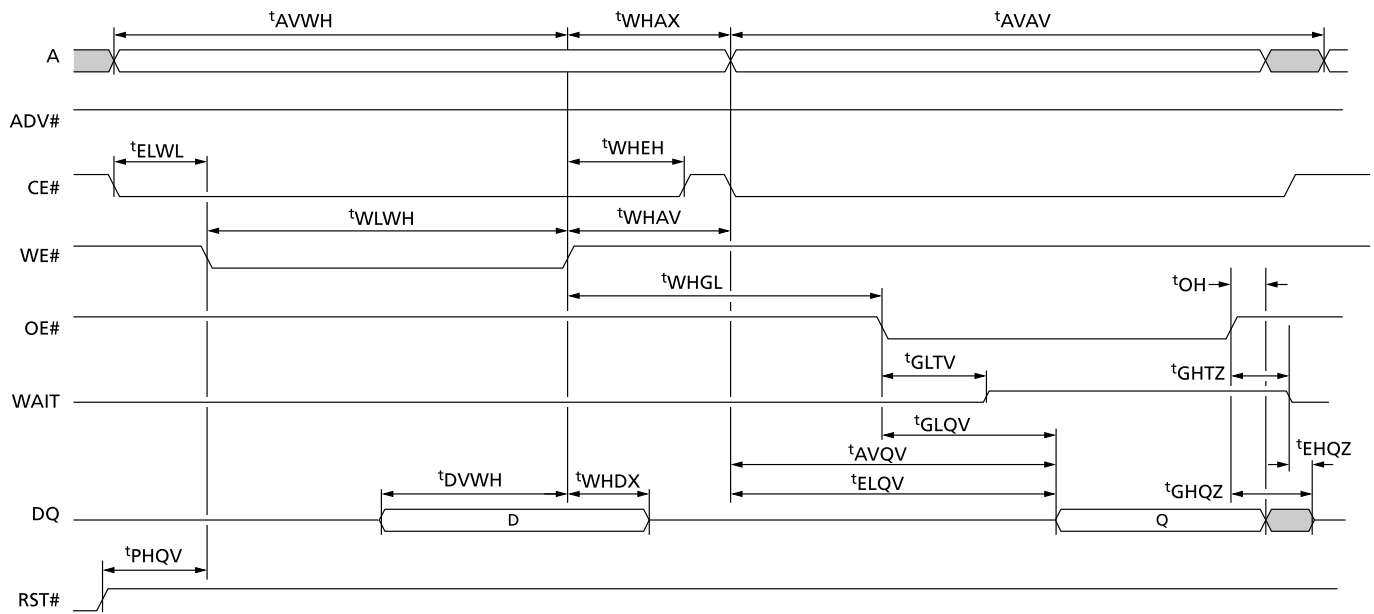 tAVWH tWHAX tAVAV
A
ADV#
tELWL tWHEH
CE#
tWLWH tWHAV
WE#
tWHGL tOH
OE#
tGLTV tGHTZ
WAIT
tGLQV
tAVQV tEHQZ
tDVWH tWHDX tELQV tGHQZ
DQ D Q
tPHQV
RST#